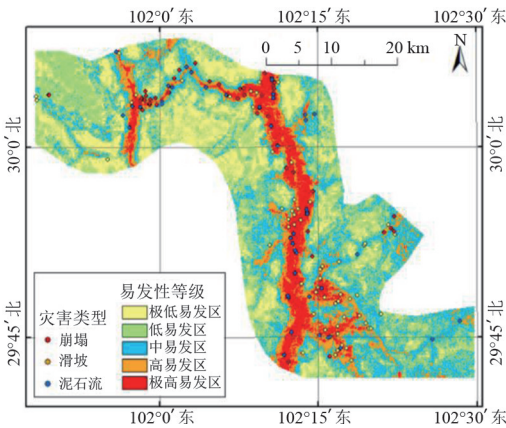 102°0′ 东 102°15′ 东 102°30′ 东
0 5 10 20 km
N
30°0′ 北
29°45′ 北
30°0′ 北
29°45′ 北
灾害类型
崩塌
滑坡
泥石流
易发性等级
极低易发区
低易发区
中易发区
高易发区
极高易发区
102°0′ 东 102°15′ 东 102°30′ 东